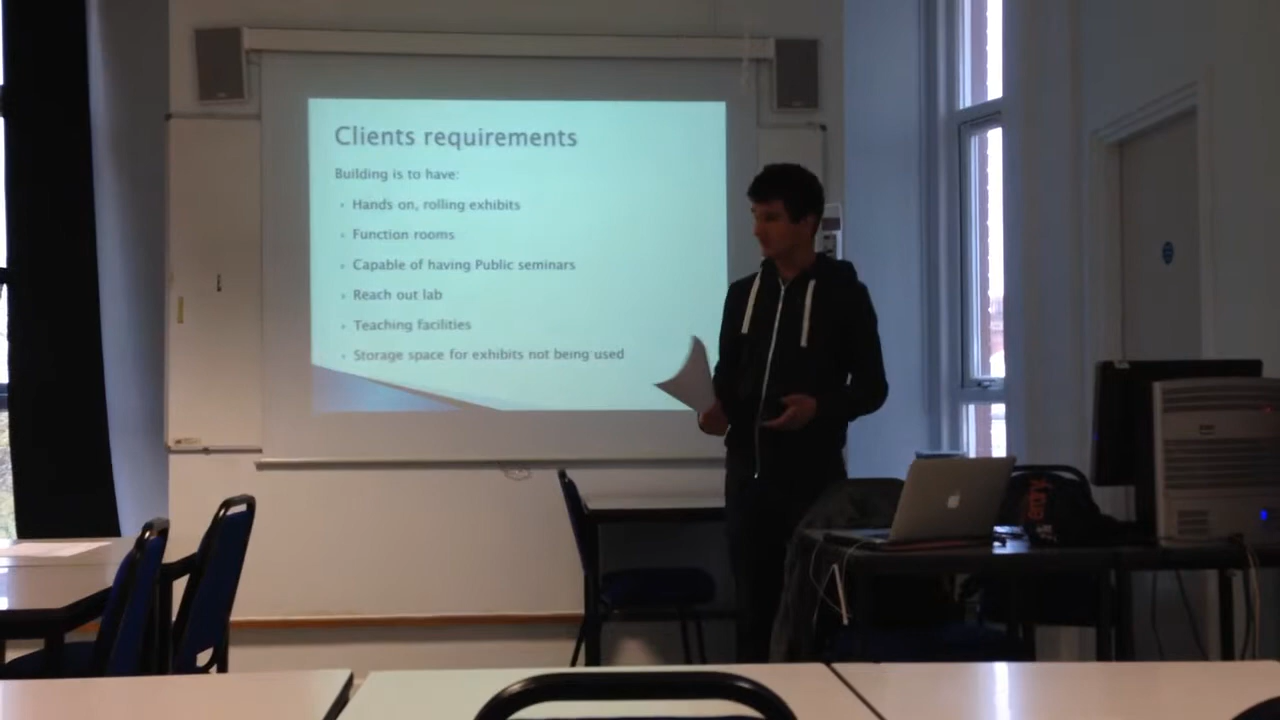 Clients requirements
Building is to have:
Hands on, rolling exhibits
Function rooms
Capable of having Public seminars
Reach out lab
Teaching facilities
Storage space for exhibits not being used